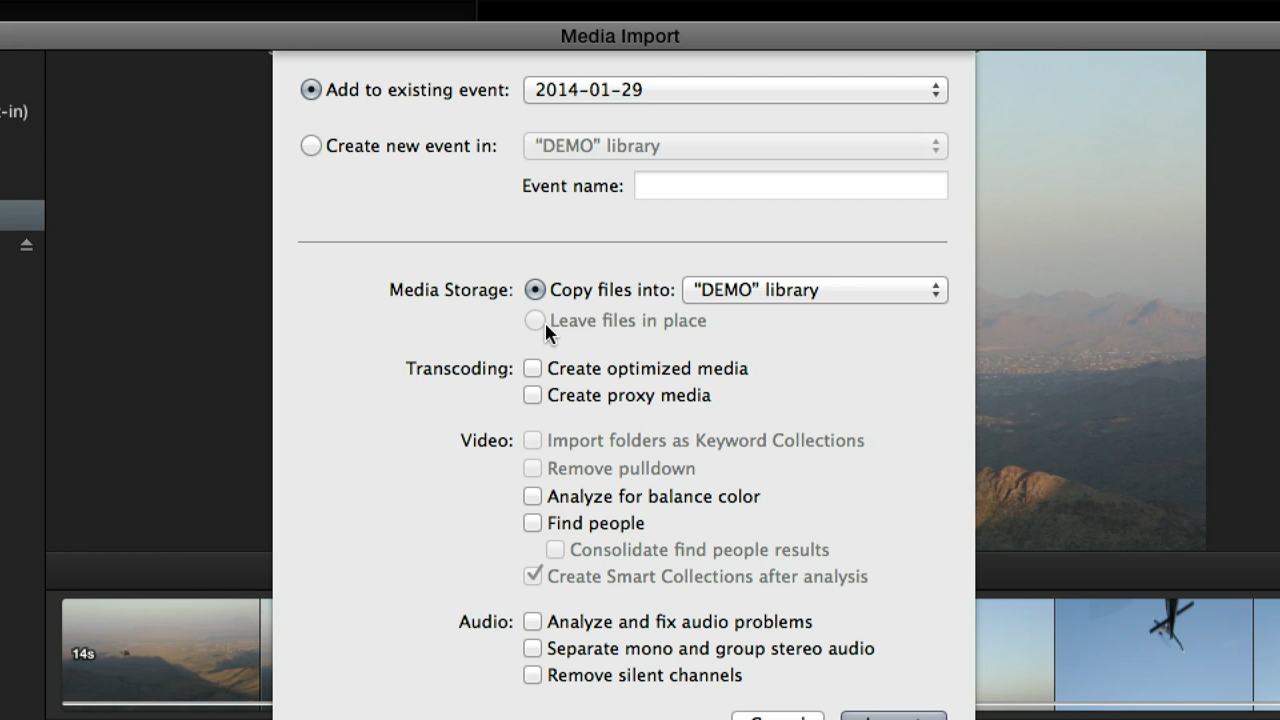 Media Import
-in)
Add to existing event: 2014-01-29
Create new event in: "DEMO" library
Event name:
Media Storage: Copy files into: "DEMO" library
Leave files in place
Transcoding: Create optimized media
Create proxy media
Video: Import folders as Keyword Collections
Remove pulldown
Analyze for balance color
Find people
Consolidate find people results
Create Smart Collections after analysis
14s
Audio: Analyze and fix audio problems
Separate mono and group stereo audio
Remove silent channels